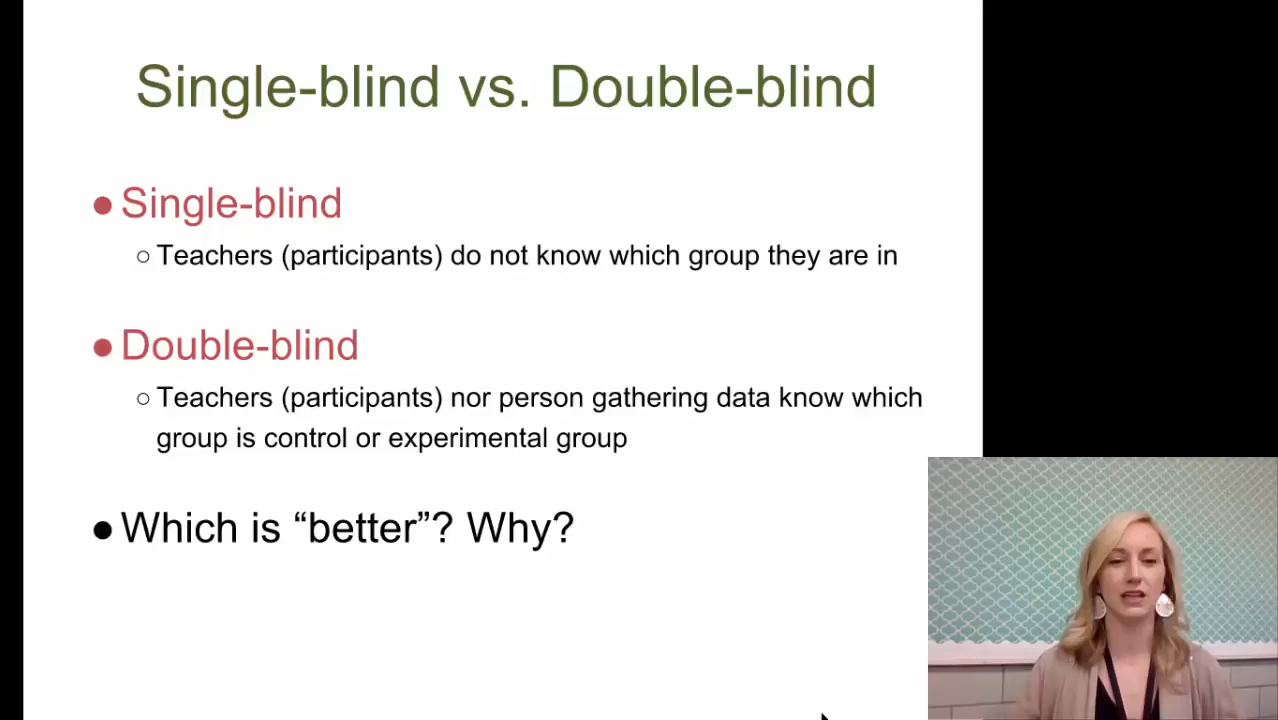 Single-blind vs. Double-blind
● Single-blind
○ Teachers (participants) do not know which group they are in
● Double-blind
○ Teachers (participants) nor person gathering data know which
group is control or experimental group
● Which is “better”? Why?